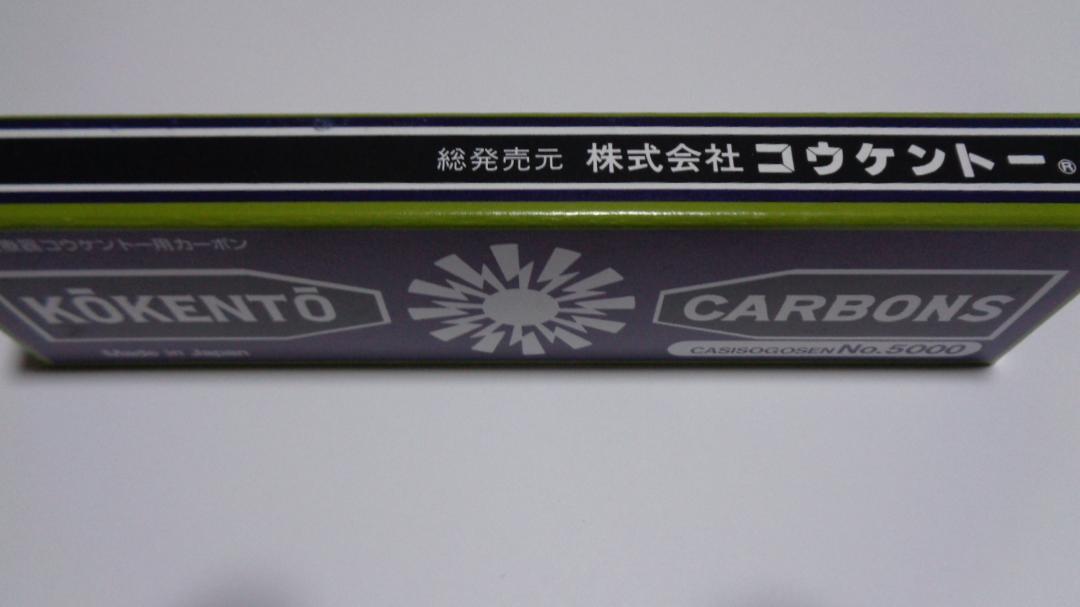 総発売元 株式会社 コウケントー®
器コウケントー用カーボン
KŌKENTŌ CARBONS
Made in Japan
CASISOGOSEN No.5000